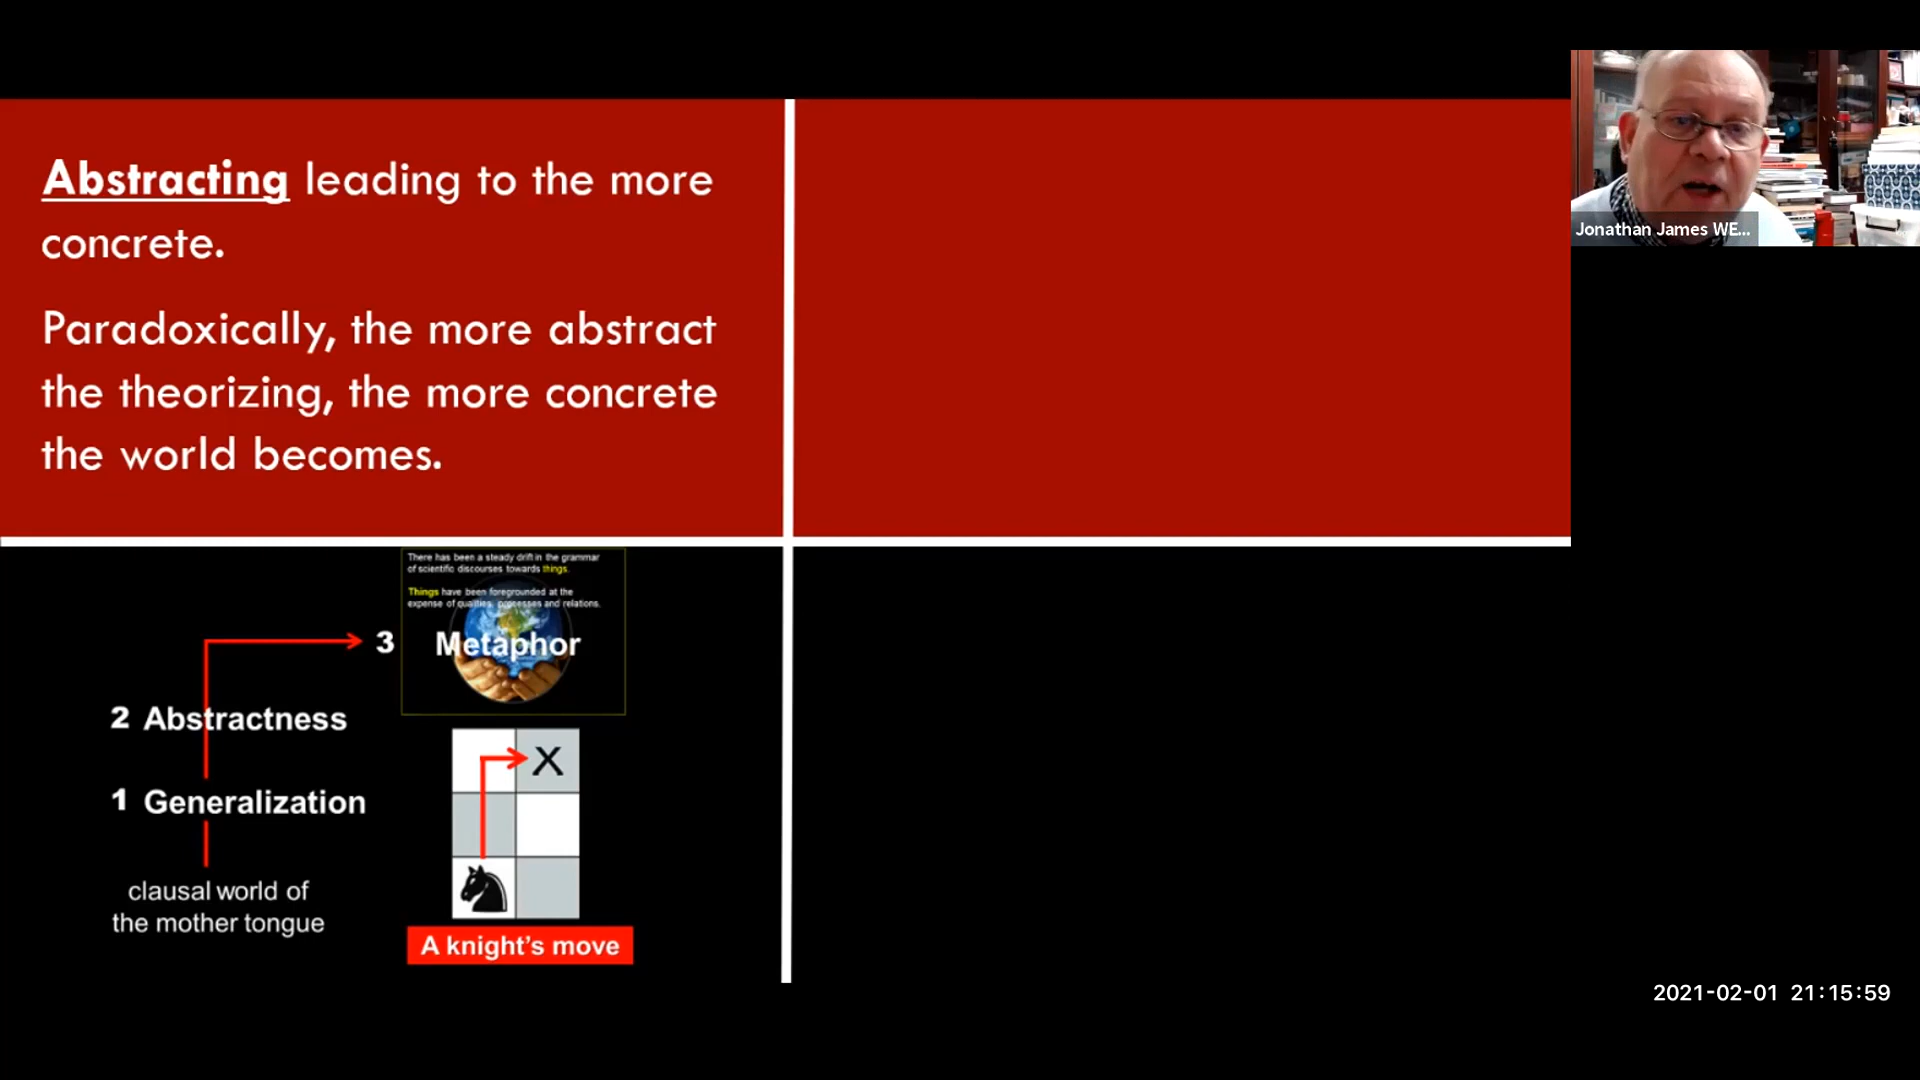 Abstracting leading to the more
concrete.
Paradoxically, the more abstract
the theorizing, the more concrete
the world becomes.
Jonathan James WE...
There has been a steady drift in the grammar
of scientific discourses towards things.
Things have been foregrounded at the
expense of qualities, processes and relations.
3 Metaphor
2 Abstractness
1 Generalization
clausal world of
the mother tongue
X
A knight's move
2021-02-01 21:15:59